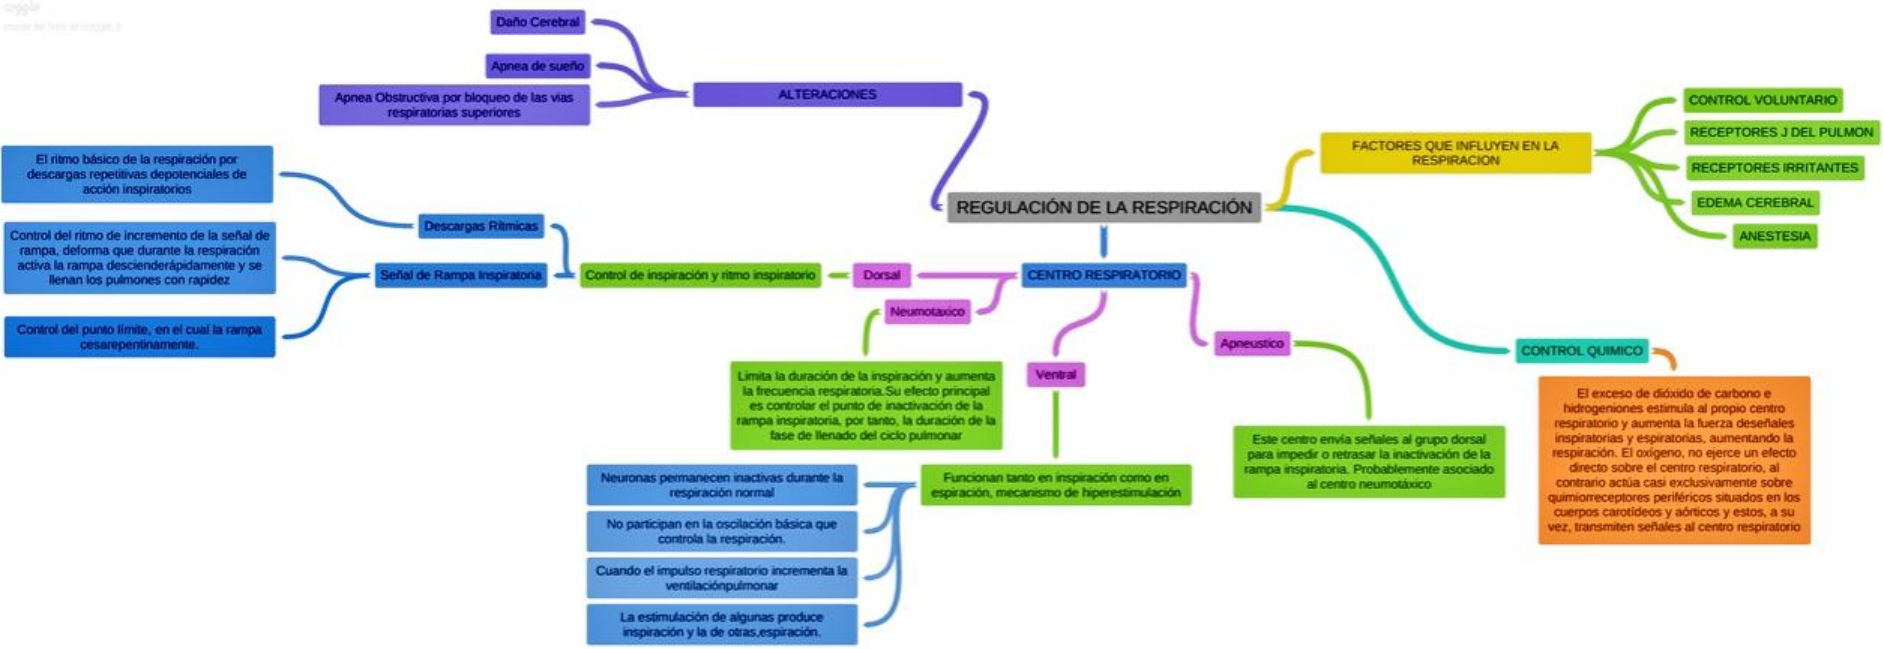 coggle
made for free at coggle.it
Daño Cerebral
Apnea de sueño
Apnea Obstructiva por bloqueo de las vias
respiratorias superiores
ALTERACIONES
REGULACIÓN DE LA RESPIRACIÓN
FACTORES QUE INFLUYEN EN LA
RESPIRACION
CONTROL VOLUNTARIO
RECEPTORES J DEL PULMON
RECEPTORES IRRITANTES
EDEMA CEREBRAL
ANESTESIA
El ritmo básico de la respiración por
descargas repetitivas depotenciales de
acción inspiratorios
Descargas Rítmicas
Control del ritmo de incremento de la señal de
rampa, deforma que durante la respiración
activa la rampa descienderápidamente y se
llenan los pulmones con rapidez
Señal de Rampa Inspiratoria
Control del punto límite, en el cual la rampa
cesarepentinamente.
Control de inspiración y ritmo inspiratorio
Dorsal
CENTRO RESPIRATORIO
Neumotaxico
Limita la duración de la inspiración y aumenta
la frecuencia respiratoria.Su efecto principal
es controlar el punto de inactivación de la
rampa inspiratoria, por tanto, la duración de la
fase de llenado del ciclo pulmonar
Ventral
Funcionan tanto en inspiración como en
espiración, mecanismo de hiperestimulación
Neuronas permanecen inactivas durante la
respiración normal
No participan en la oscilación básica que
controla la respiración.
Cuando el impulso respiratorio incrementa la
ventilaciónpulmonar
La estimulación de algunas produce
inspiración y la de otras,espiración.
Apneustico
Este centro envía señales al grupo dorsal
para impedir o retrasar la inactivación de la
rampa inspiratoria. Probablemente asociado
al centro neumotáxico
CONTROL QUIMICO
El exceso de dióxido de carbono e
hidrogeniones estimula al propio centro
respiratorio y aumenta la fuerza deseñales
inspiratorias y espiratorias, aumentando la
respiración. El oxígeno, no ejerce un efecto
directo sobre el centro respiratorio, al
contrario actúa casi exclusivamente sobre
quimiorreceptores periféricos situados en los
cuerpos carotídeos y aórticos y estos, a su
vez, transmiten señales al centro respiratorio